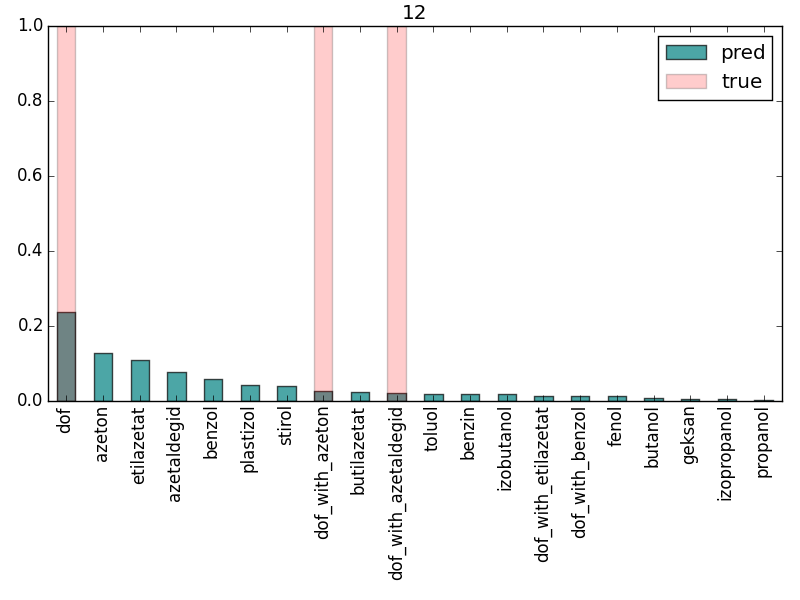 12
1.0
0.8
0.6
0.4
0.2
0.0
pred
true
dof
azeton
etilazetat
azetaldegid
benzol
plastizol
stirol
dof_with_azeton
butilazetat
dof_with_azetaldegid
toluol
benzin
izobutanol
dof_with_etilazetat
dof_with_benzol
fenol
butanol
geksan
izopropanol
propanol